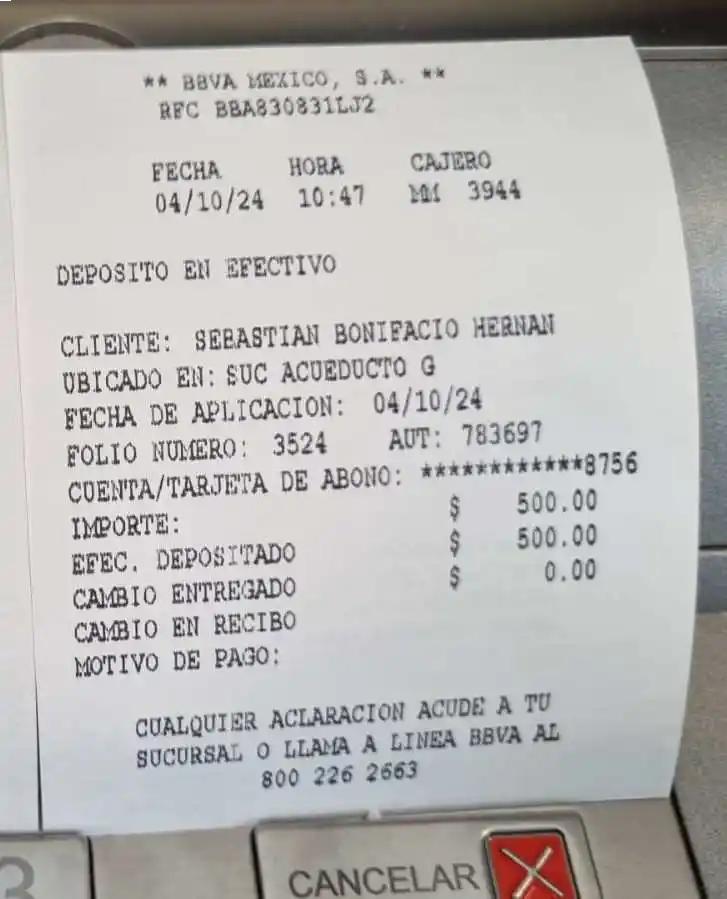 ** BBVA MEXICO, S.A. **
RFC BBA830831LJ2
FECHA HORA CAJERO
04/10/24 10:47 MM 3944
DEPOSITO EN EFECTIVO
CLIENTE: SEBASTIAN BONIFACIO HERNAN
UBICADO EN: SUC ACUEDUCTO G
FECHA DE APLICACION: 04/10/24
FOLIO NUMERO: 3524 AUT: 783697
CUENTA/TARJETA DE ABONO: ************8756
IMPORTE: $ 500.00
EFEC. DEPOSITADO $ 500.00
CAMBIO ENTREGADO $ 0.00
CAMBIO EN RECIBO
MOTIVO DE PAGO:
CUALQUIER ACLARACION ACUDE A TU
SUCURSAL O LLAMA A LINEA BBVA AL
800 226 2663
3 CANCELAR